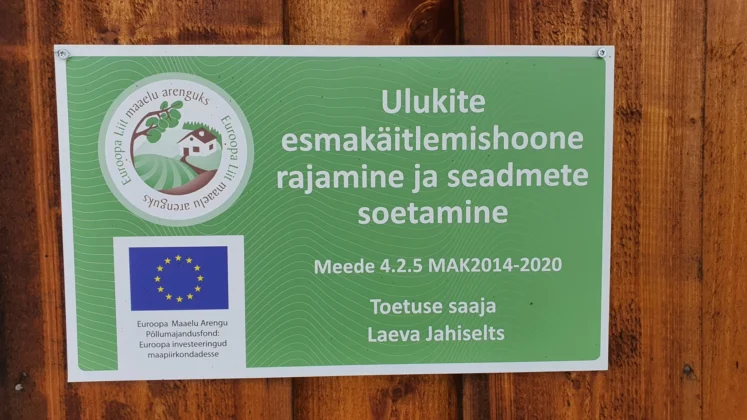 Ulukite
esmakäitlemishoone
rajamine ja seadmete
soetamine
Meede 4.2.5 MAK2014-2020
Toetuse saaja
Laeva Jahiselts
Euroopa Liit maaelu arenguks
Euroopa Liit maaelu arenguks
Euroopa Maaelu Arengu
Põllumajandusfond:
Euroopa investeeringud
maapiirkondadesse